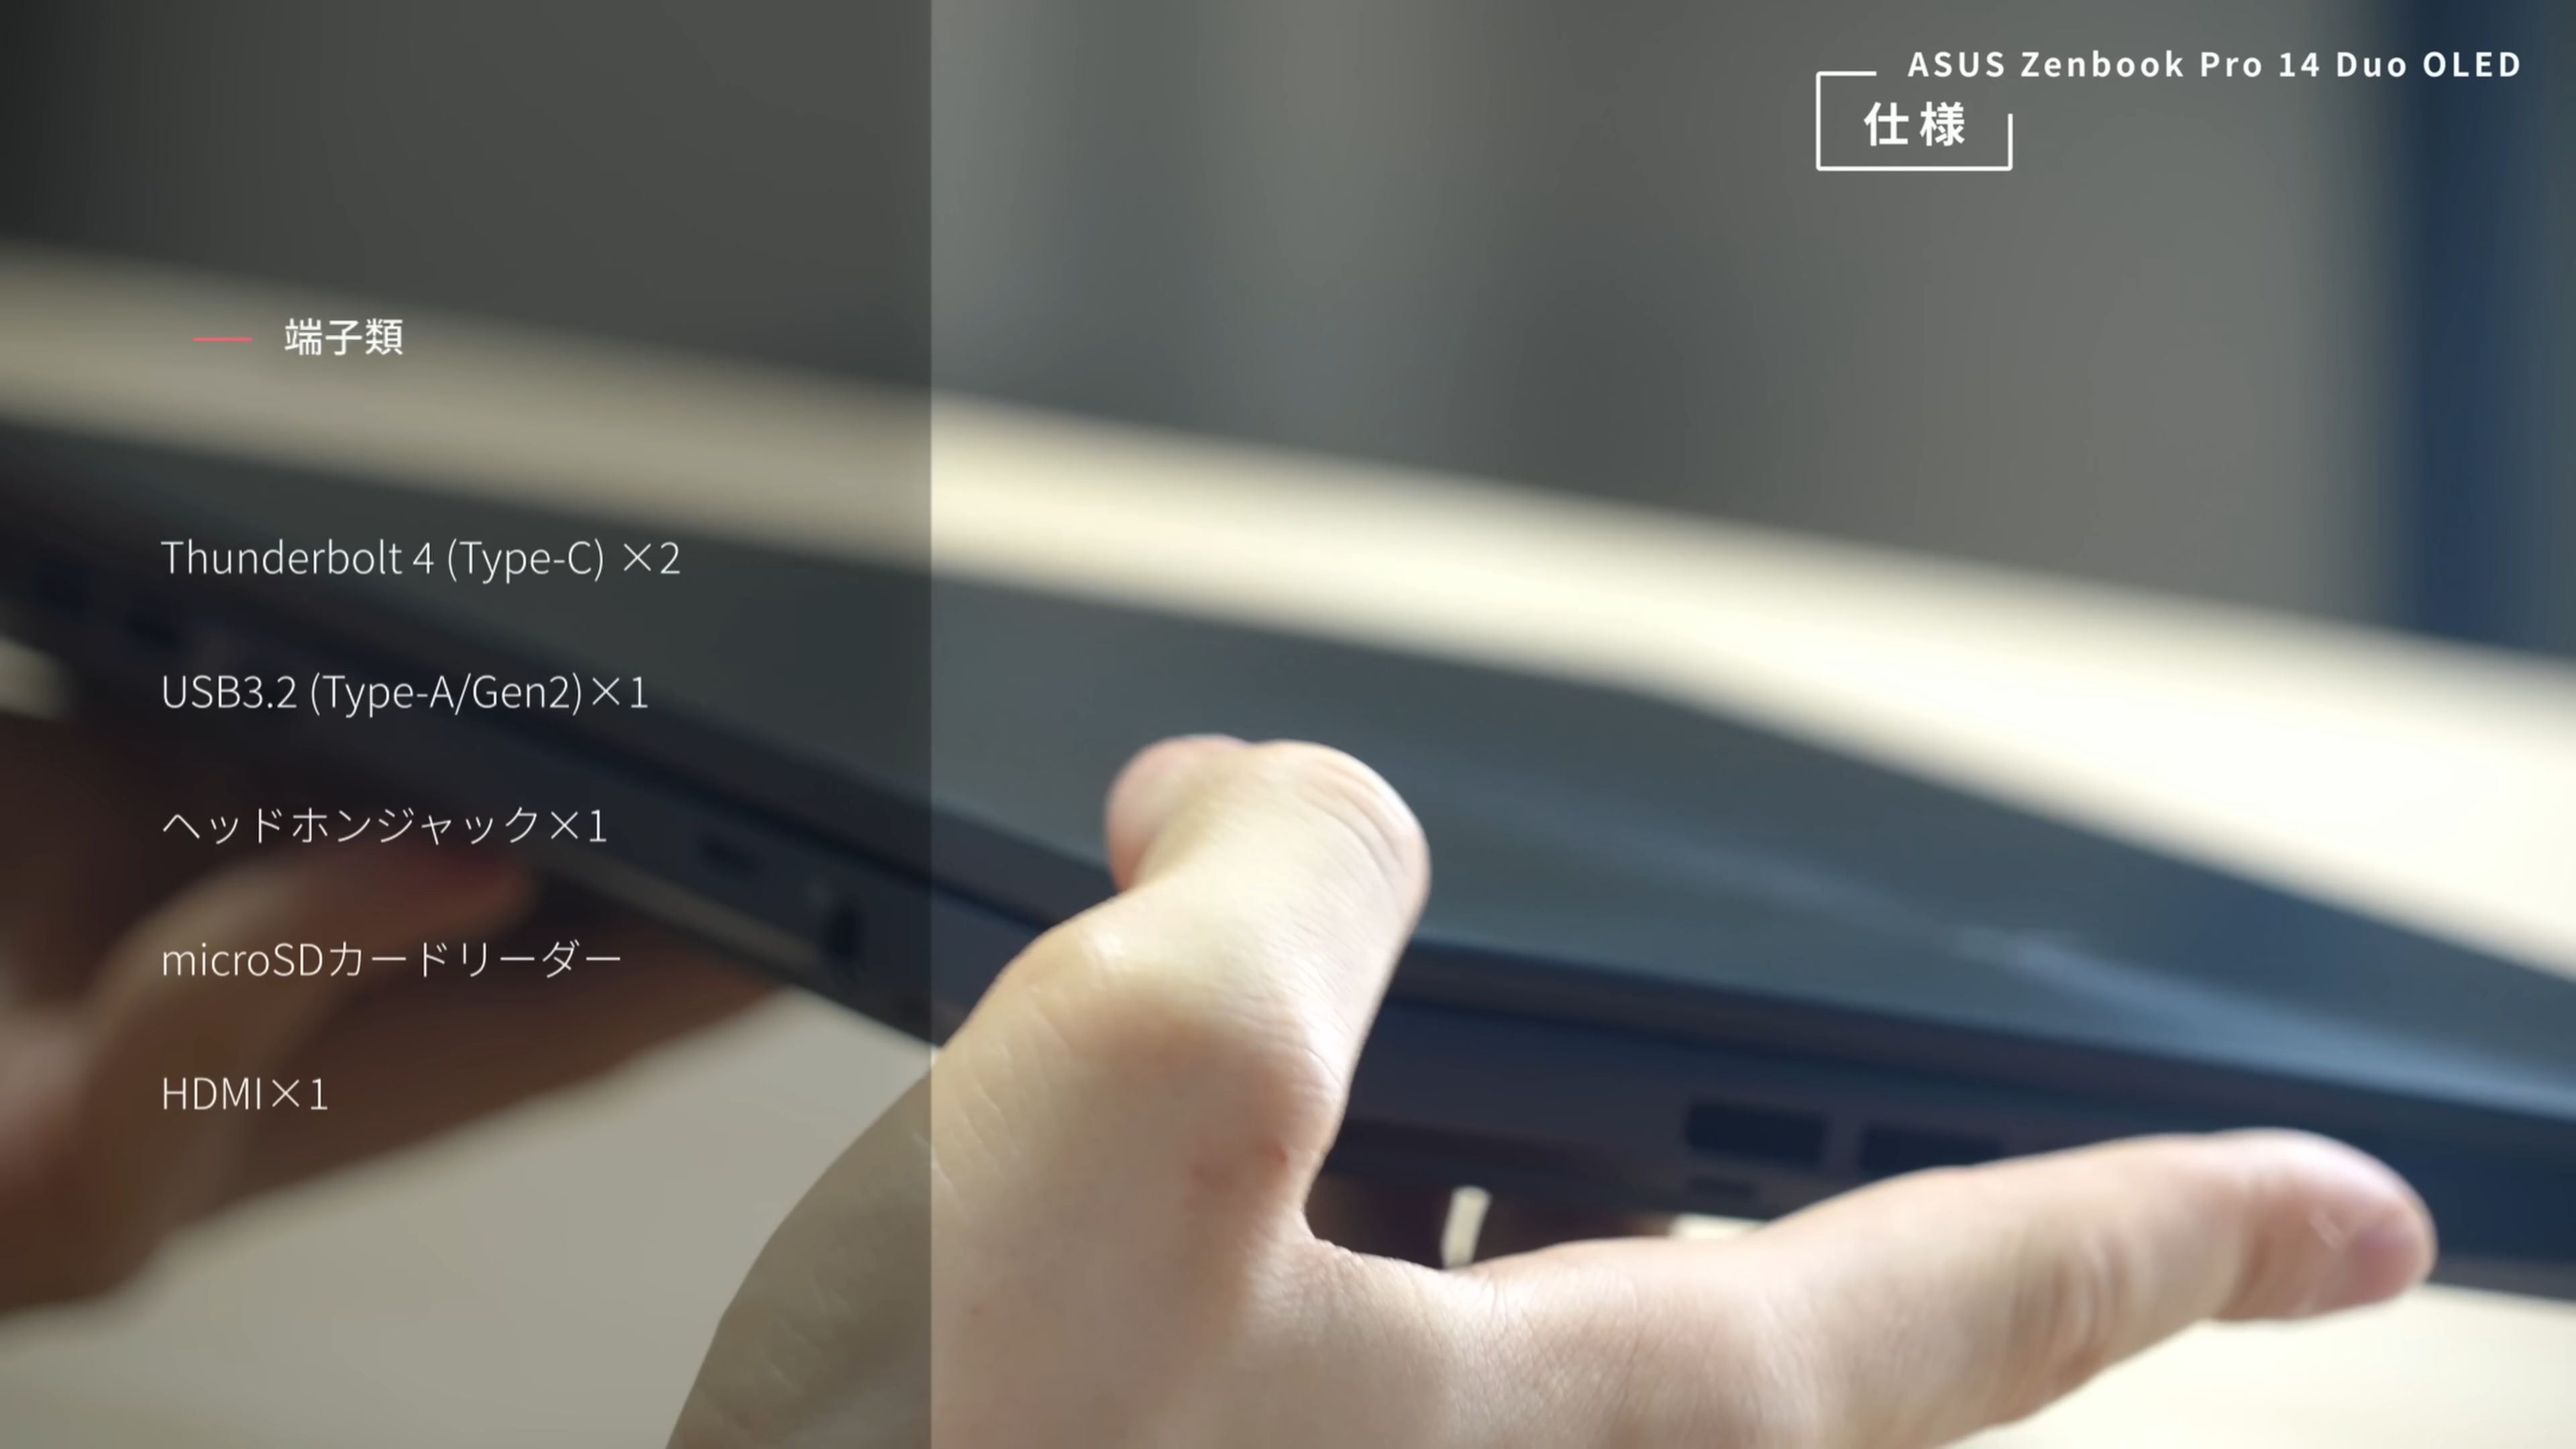 ASUS Zenbook Pro 14 Duo OLED
仕様
端子類
Thunderbolt 4 (Type-C) ×2
USB3.2 (Type-A/Gen2)×1
ヘッドホンジャック×1
microSDカードリーダー
HDMI×1